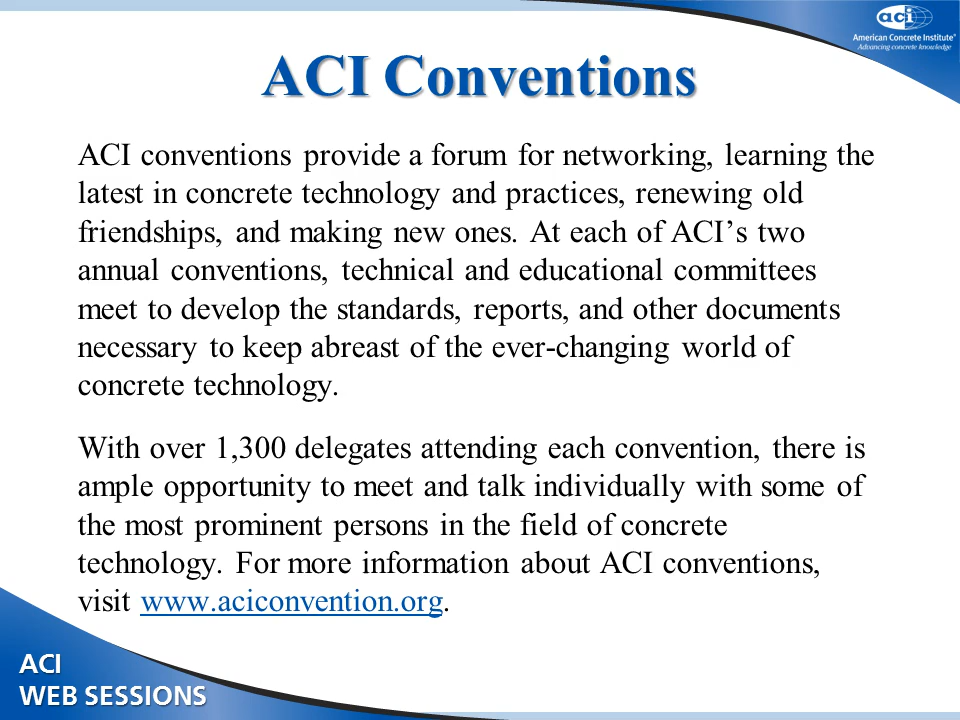 aci
American Concrete Institute®
Advancing concrete knowledge
ACI Conventions
ACI conventions provide a forum for networking, learning the
latest in concrete technology and practices, renewing old
friendships, and making new ones. At each of ACI’s two
annual conventions, technical and educational committees
meet to develop the standards, reports, and other documents
necessary to keep abreast of the ever-changing world of
concrete technology.
With over 1,300 delegates attending each convention, there is
ample opportunity to meet and talk individually with some of
the most prominent persons in the field of concrete
technology. For more information about ACI conventions,
visit www.aciconvention.org.
ACI
WEB SESSIONS